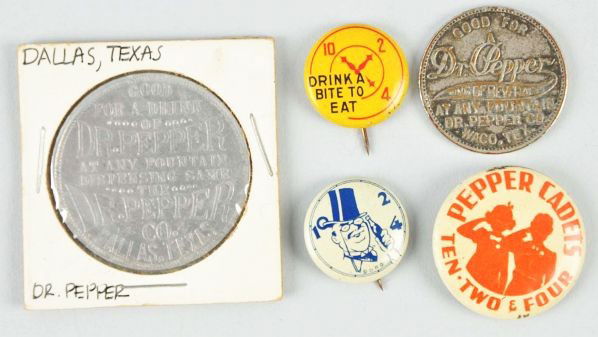 DALLAS, TEXAS
GOOD
FOR A DRINK
OF
DR. PEPPER
AT ANY FOUNTAIN
DISPENSING SAME
THE
DR. PEPPER
CO.
DALLAS, TEXAS
DR. PEPPER
10 2
4
DRINK A
BITE TO
EAT
GOOD FOR
A
Dr. Pepper
AT ANY FOUNTAIN
DR. PEPPER CO.
WACO, TEX.
10 2 4
PEPPER CADETS
TEN-TWO & FOUR